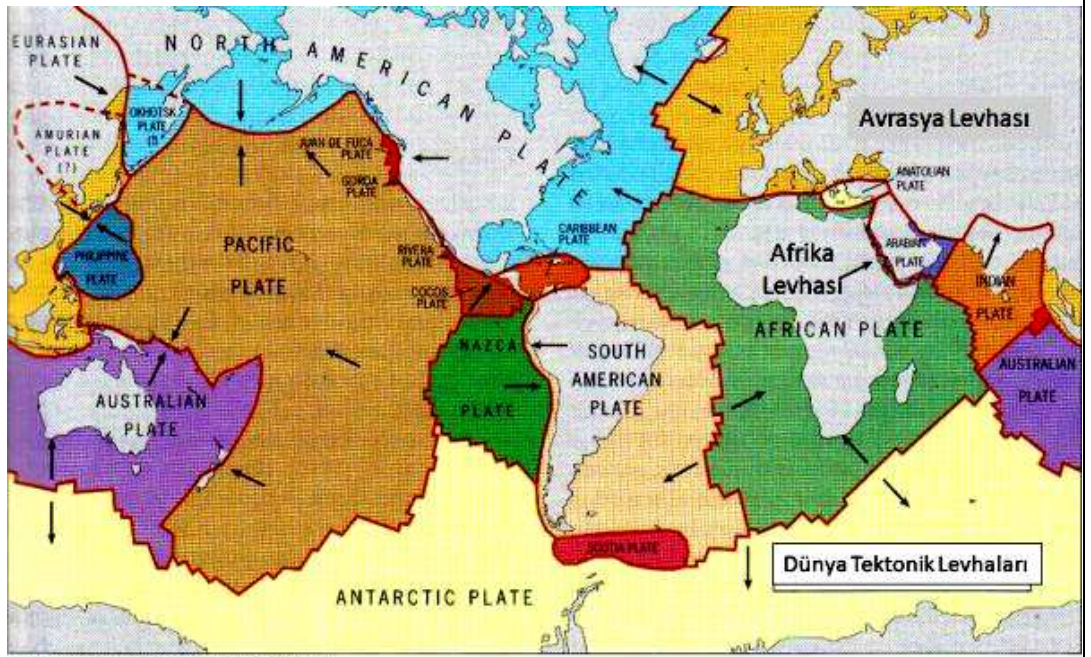 EURASIAN
PLATE
NORTH AMERICAN PLATE
OKHOTSK
PLATE
(?)
AMURIAN
PLATE
(?)
JUAN DE FUCA
PLATE
GORDA
PLATE
Avrasya Levhası
ANATOLIAN
PLATE
PHILIPPINE
PLATE
PACIFIC
PLATE
RIVERA
PLATE
COCOS
PLATE
CARIBBEAN
PLATE
Afrika
Levhası
AFRICAN PLATE
ARABIAN
PLATE
INDIAN
PLATE
AUSTRALIAN
PLATE
NAZCA
PLATE
SOUTH
AMERICAN
PLATE
AUSTRALIAN
PLATE
SCOTIA PLATE
Dünya Tektonik Levhaları
ANTARCTIC PLATE